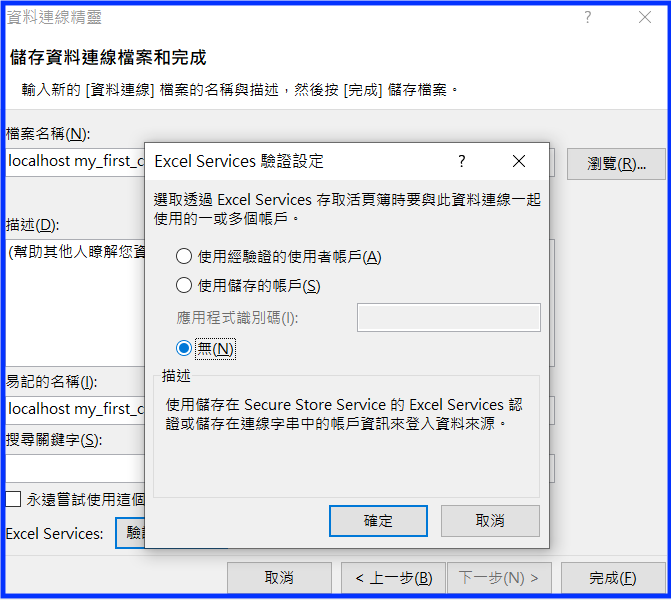 資料連線精靈
?
儲存資料連線檔案和完成
輸入新的 [資料連線] 檔案的名稱與描述，然後按 [完成] 儲存檔案。
檔案名稱(N):
localhost my_first_c
瀏覽(R)...
描述(D):
(幫助其他人瞭解您資
易記的名稱(I):
localhost my_first_c
搜尋關鍵字(S):
永遠嘗試使用這個
Excel Services:
驗
Excel Services 驗證設定
?
選取透過 Excel Services 存取活頁簿時要與此資料連線一起
使用的一或多個帳戶。
使用經驗證的使用者帳戶(A)
使用儲存的帳戶(S)
應用程式識別碼(I):
無(N)
描述
使用儲存在 Secure Store Service 的 Excel Services 認
證或儲存在連線字串中的帳戶資訊來登入資料來源。
確定
取消
取消
< 上一步(B)
下一步(N) >
完成(F)